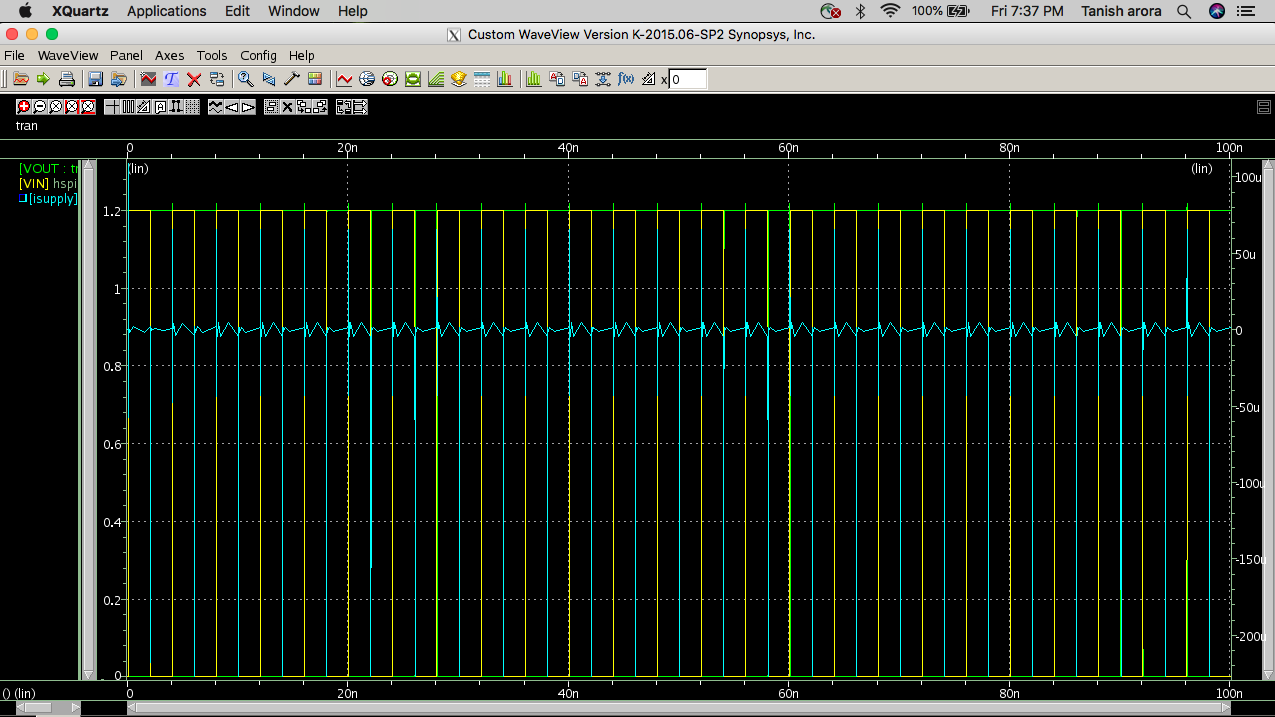 XQuartz Applications Edit Window Help 100% Fri 7:37 PM Tanish arora
X Custom WaveView Version K-2015.06-SP2 Synopsys, Inc.
File WaveView Panel Axes Tools Config Help
T f(x) x 0
tran
0 20n 40n 60n 80n 100n
[VOUT : tr
[VIN] hspi
[isupply]
(lin) (lin)
1.2
1
0.8
0.6
0.4
0.2
0
100u
50u
0
-50u
-100u
-150u
-200u
() (lin) 0 20n 40n 60n 80n 100n